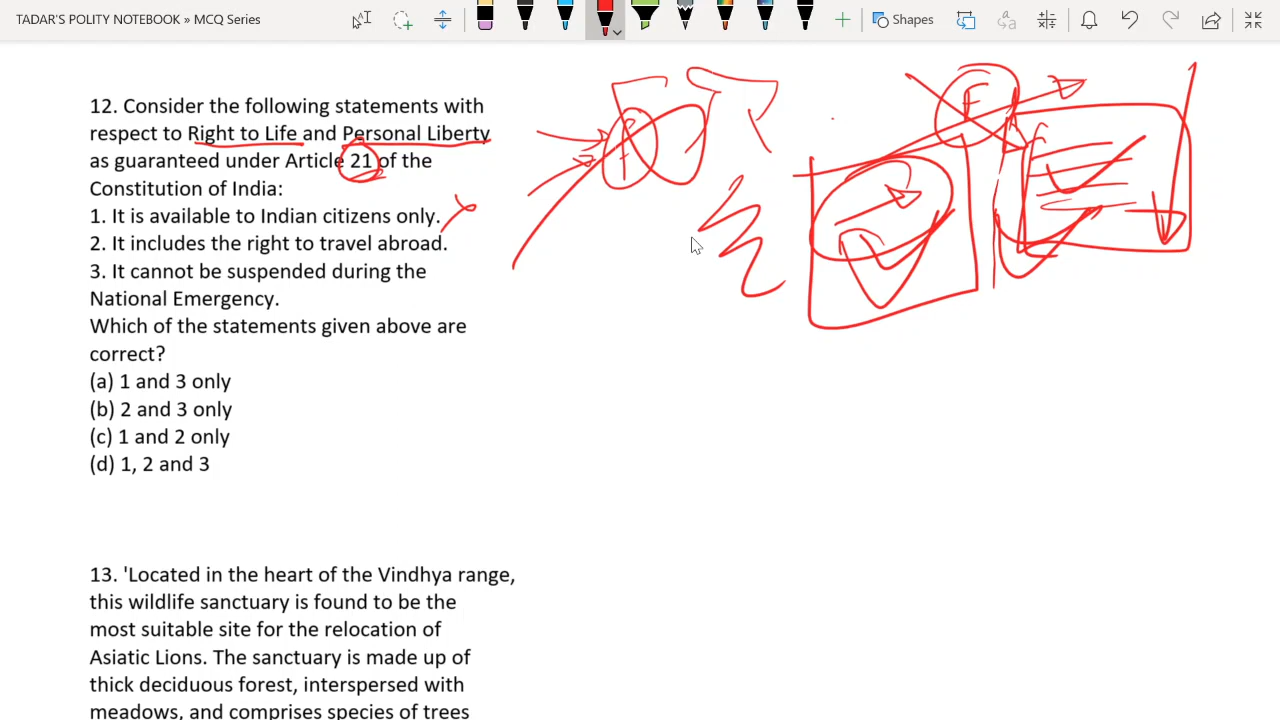 TADAR'S POLITY NOTEBOOK » MCQ Series
Shapes
12. Consider the following statements with
respect to Right to Life and Personal Liberty
as guaranteed under Article 21 of the
Constitution of India:
1. It is available to Indian citizens only.
2. It includes the right to travel abroad.
3. It cannot be suspended during the
National Emergency.
Which of the statements given above are
correct?
(a) 1 and 3 only
(b) 2 and 3 only
(c) 1 and 2 only
(d) 1, 2 and 3
13. 'Located in the heart of the Vindhya range,
this wildlife sanctuary is found to be the
most suitable site for the relocation of
Asiatic Lions. The sanctuary is made up of
thick deciduous forest, interspersed with
meadows, and comprises species of trees